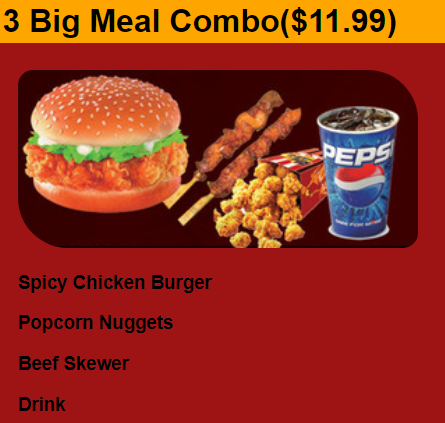 3 Big Meal Combo($11.99)
PEPSI
Spicy Chicken Burger
Popcorn Nuggets
Beef Skewer
Drink